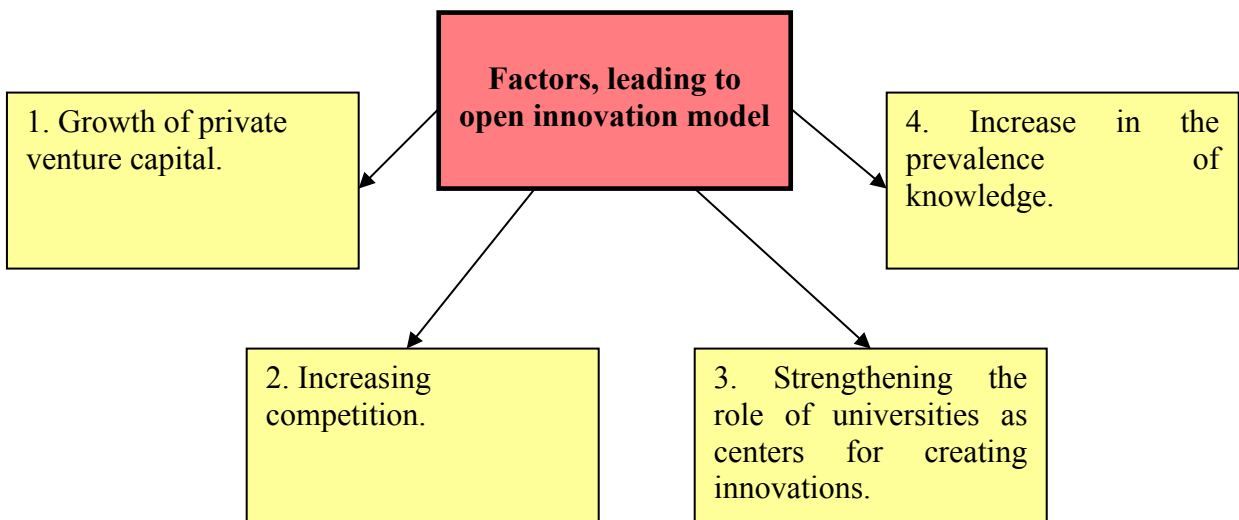 Factors, leading to
open innovation model
1. Growth of private
venture capital.
2. Increasing
competition.
3. Strengthening the
role of universities as
centers for creating
innovations.
4. Increase in the
prevalence of
knowledge.